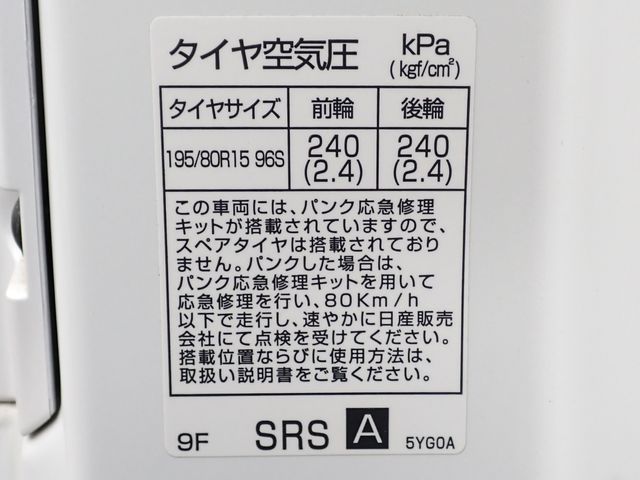 タイヤ空気圧 kPa
(kgf/cm²)
タイヤサイズ 前輪 後輪
195/80R15 96S 240 240
(2.4) (2.4)
この車両には、パンク応急修理
キットが搭載されていますので、
スペアタイヤは搭載されており
ません。パンクした場合は、
パンク応急修理キットを用いて
応急修理を行い、80Km/h
以下で走行し、速やかに日産販売
会社にて点検を受けてください。
搭載位置ならびに使用方法は、
取扱い説明書をご覧ください。
9F SRS A 5YG0A